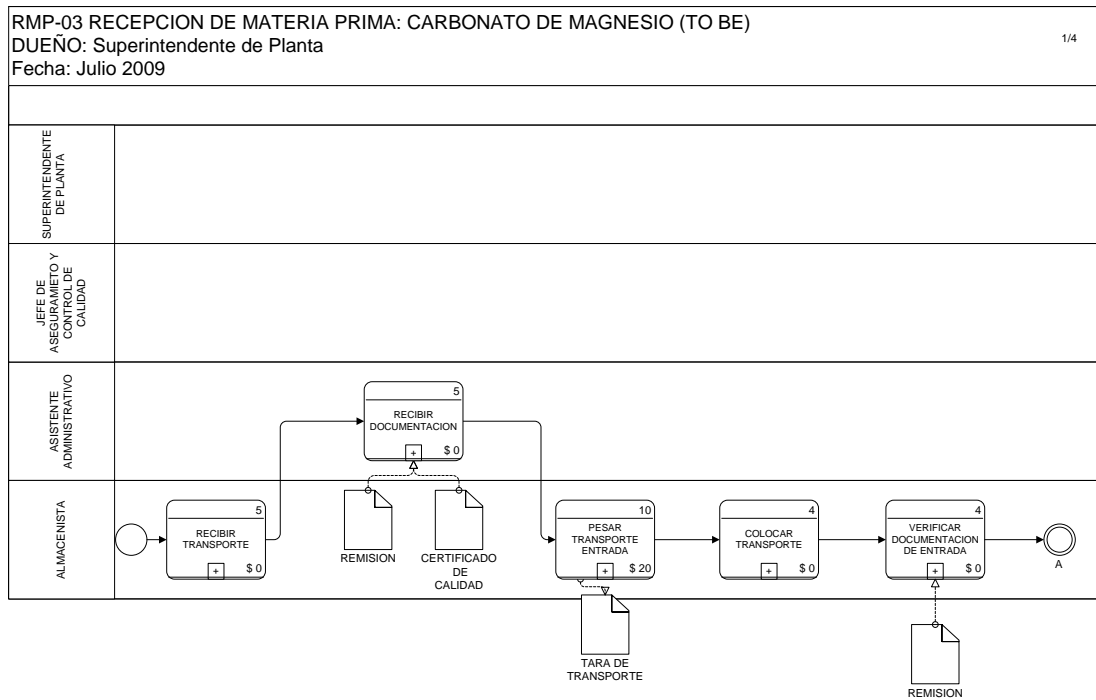 RMP-03 RECEPCION DE MATERIA PRIMA: CARBONATO DE MAGNESIO (TO BE)
DUEÑO: Superintendente de Planta
Fecha: Julio 2009
1/4
SUPERINTENDENTE
DE PLANTA
JEFE DE
ASEGURAMIETO Y
CONTROL DE
CALIDAD
ASISTENTE
ADMINISTRATIVO
5
RECIBIR
DOCUMENTACION
+
$ 0
ALMACENISTA
5
RECIBIR
TRANSPORTE
+
$ 0
REMISION
CERTIFICADO
DE
CALIDAD
10
PESAR
TRANSPORTE
ENTRADA
+
$ 20
4
COLOCAR
TRANSPORTE
+
$ 0
4
VERIFICAR
DOCUMENTACION
DE ENTRADA
+
$ 0
A
TARA DE
TRANSPORTE
REMISION